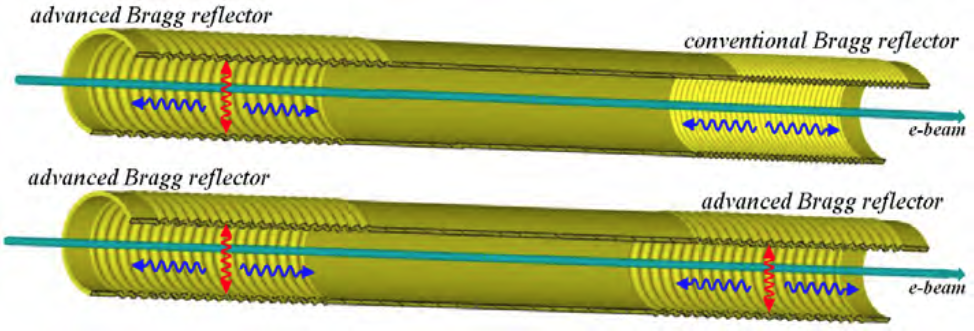 advanced Bragg reflector
conventional Bragg reflector
e-beam
advanced Bragg reflector
advanced Bragg reflector
e-beam